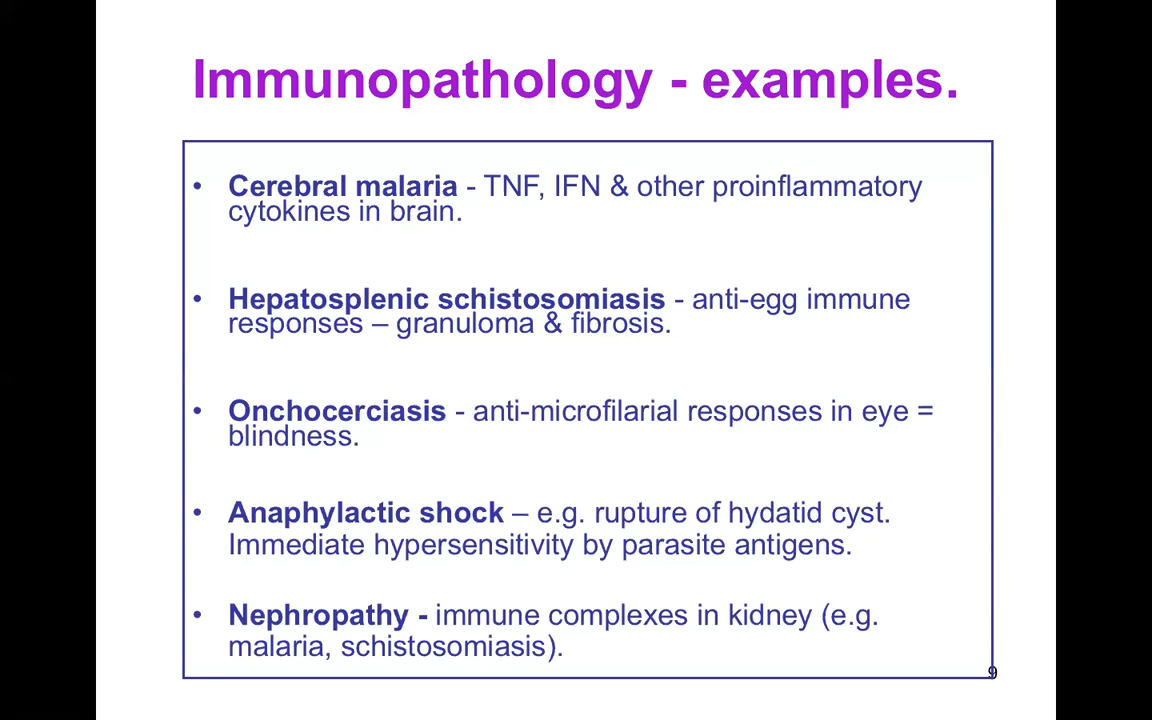 Immunopathology - examples.
• Cerebral malaria - TNF, IFN & other proinflammatory
cytokines in brain.
• Hepatosplenic schistosomiasis - anti-egg immune
responses – granuloma & fibrosis.
• Onchocerciasis - anti-microfilarial responses in eye =
blindness.
• Anaphylactic shock – e.g. rupture of hydatid cyst.
Immediate hypersensitivity by parasite antigens.
• Nephropathy - immune complexes in kidney (e.g.
malaria, schistosomiasis).
9